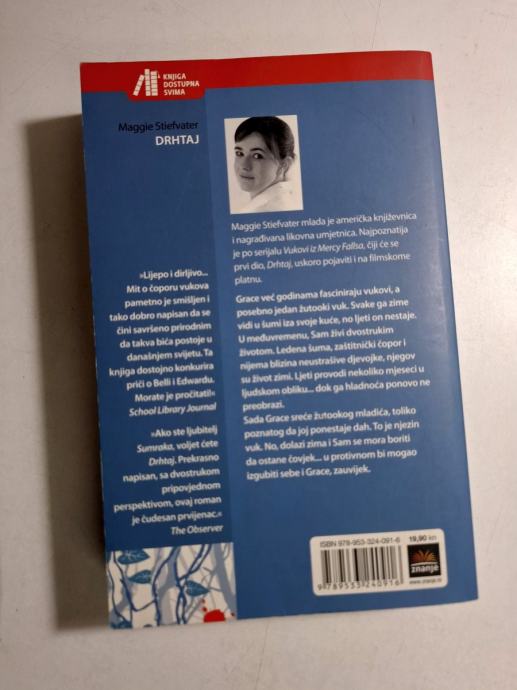 KNJIGA
DOSTUPNA
SVIMA
Maggie Stiefvater
DRHTAJ
»Lijepo i dirljivo...
Mit o čoporu vukova
pametno je smišljen i
tako dobro napisan da se
čini savršeno prirodnim
da takva bića postoje u
današnjem svijetu. Ta
knjiga dostojno konkurira
priči o Belli i Edwardu.
Morate je pročitati!«
School Library Journal
»Ako ste ljubitelj
Sumraka, voljet ćete
Drhtaj. Prekrasno
napisan, sa dvostrukom
pripovjednom
perspektivom, ovaj roman
je čudesan prvijenac.«
The Observer
Maggie Stiefvater mlada je američka književnica
i nagrađivana likovna umjetnica. Najpoznatija
je po serijalu Vukovi iz Mercy Fallsa, čiji će se
prvi dio, Drhtaj, uskoro pojaviti i na filmskome
platnu.
Grace već godinama fasciniraju vukovi, a
posebno jedan žutooki vuk. Svake ga zime
vidi u šumi iza svoje kuće, no ljeti on nestaje.
U međuvremenu, Sam živi dvostrukim
životom. Ledena šuma, zaštitnički čopor i
nijema blizina neustrašive djevojke, njegov
su život zimi. Ljeti provodi nekoliko mjeseci u
ljudskom obliku... dok ga hladnoća ponovo ne
preobrazi.
Sada Grace sreće žutookog mladića, toliko
poznatog da joj ponestaje dah. To je njezin
vuk. No, dolazi zima i Sam se mora boriti
da ostane čovjek... u protivnom bi mogao
izgubiti sebe i Grace, zauvijek.
ISBN 978-953-324-091-6
19,90 kn
9 789533 240916
znanje
www.znanje.hr